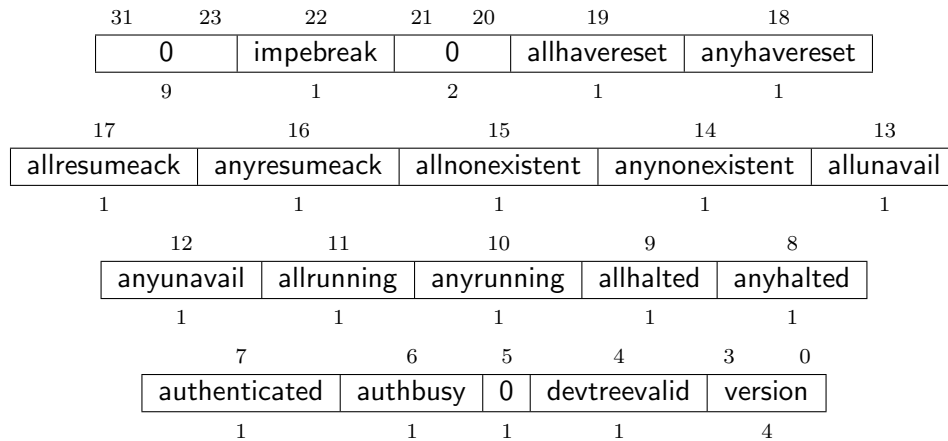 31 23 22 21 20 19 18
0 impebreak 0 allhavereset anyhavereset
9 1 2 1 1
17 16 15 14 13
allresumeack anyresumeack allnonexistent anynonexistent allunavail
1 1 1 1 1
12 11 10 9 8
anyunavail allrunning anyrunning allhalted anyhalted
1 1 1 1 1
7 6 5 4 3 0
authenticated authbusy 0 devtreevalid version
1 1 1 1 4